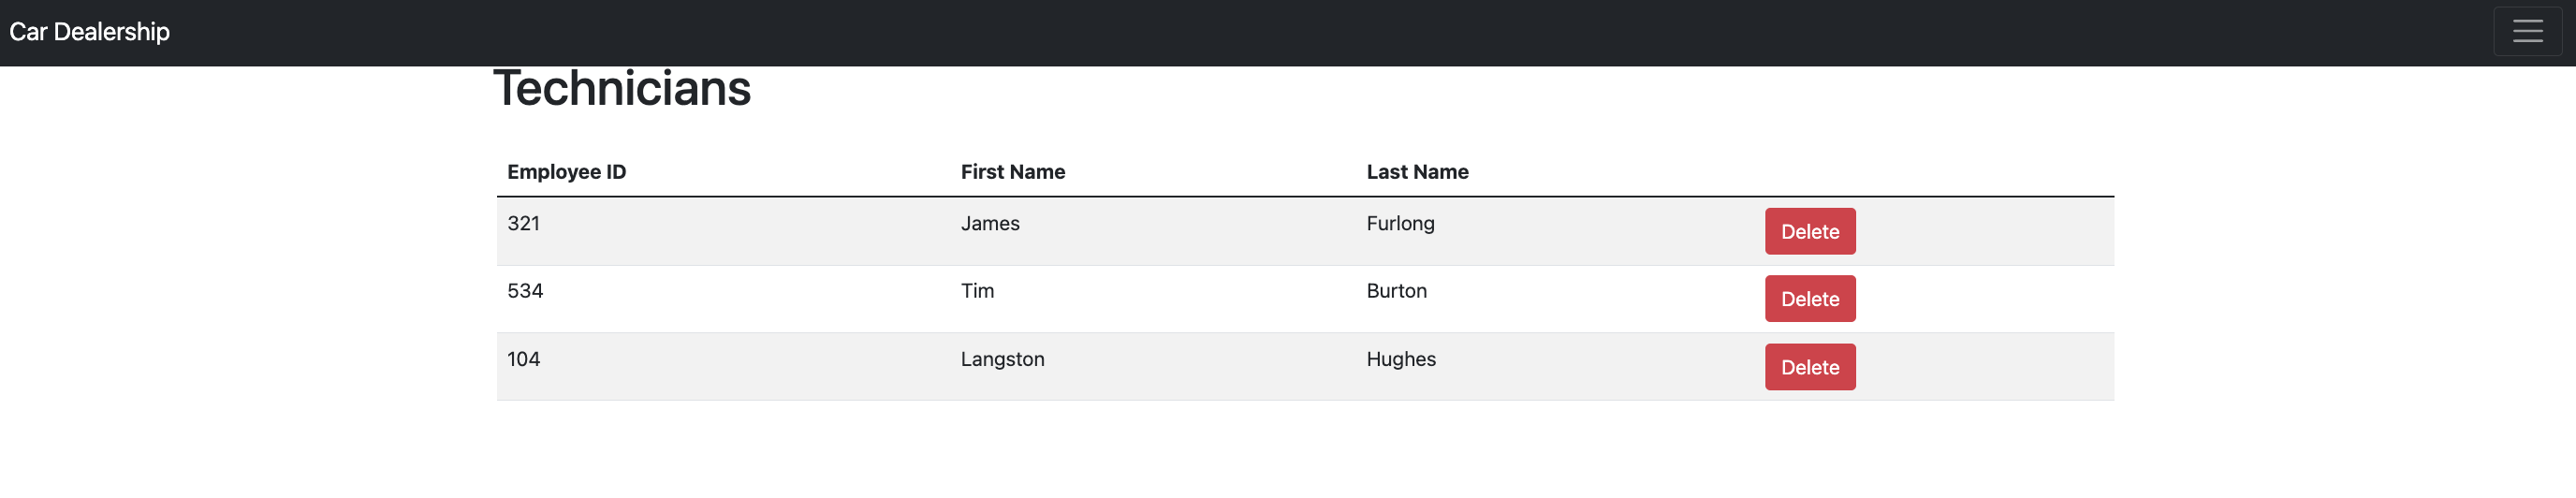 Car Dealership
Technicians
Employee ID First Name Last Name
321 James Furlong Delete
534 Tim Burton Delete
104 Langston Hughes Delete